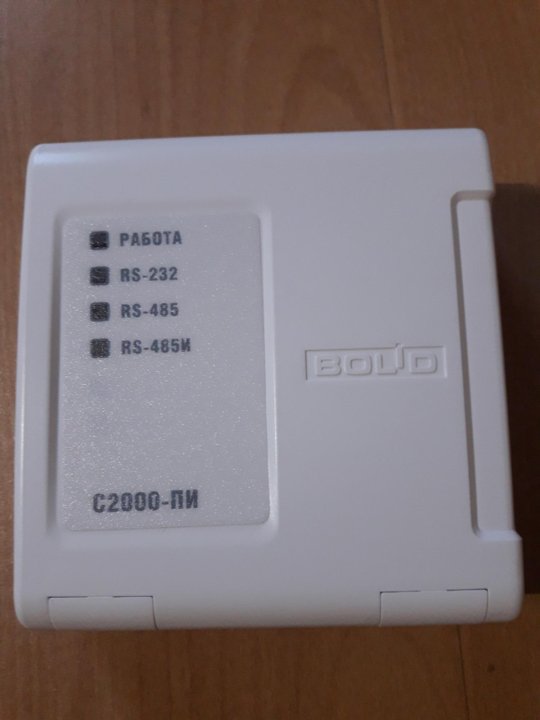 РАБОТА
RS-232
RS-485
RS-485И
BOLID
С2000-ПИ